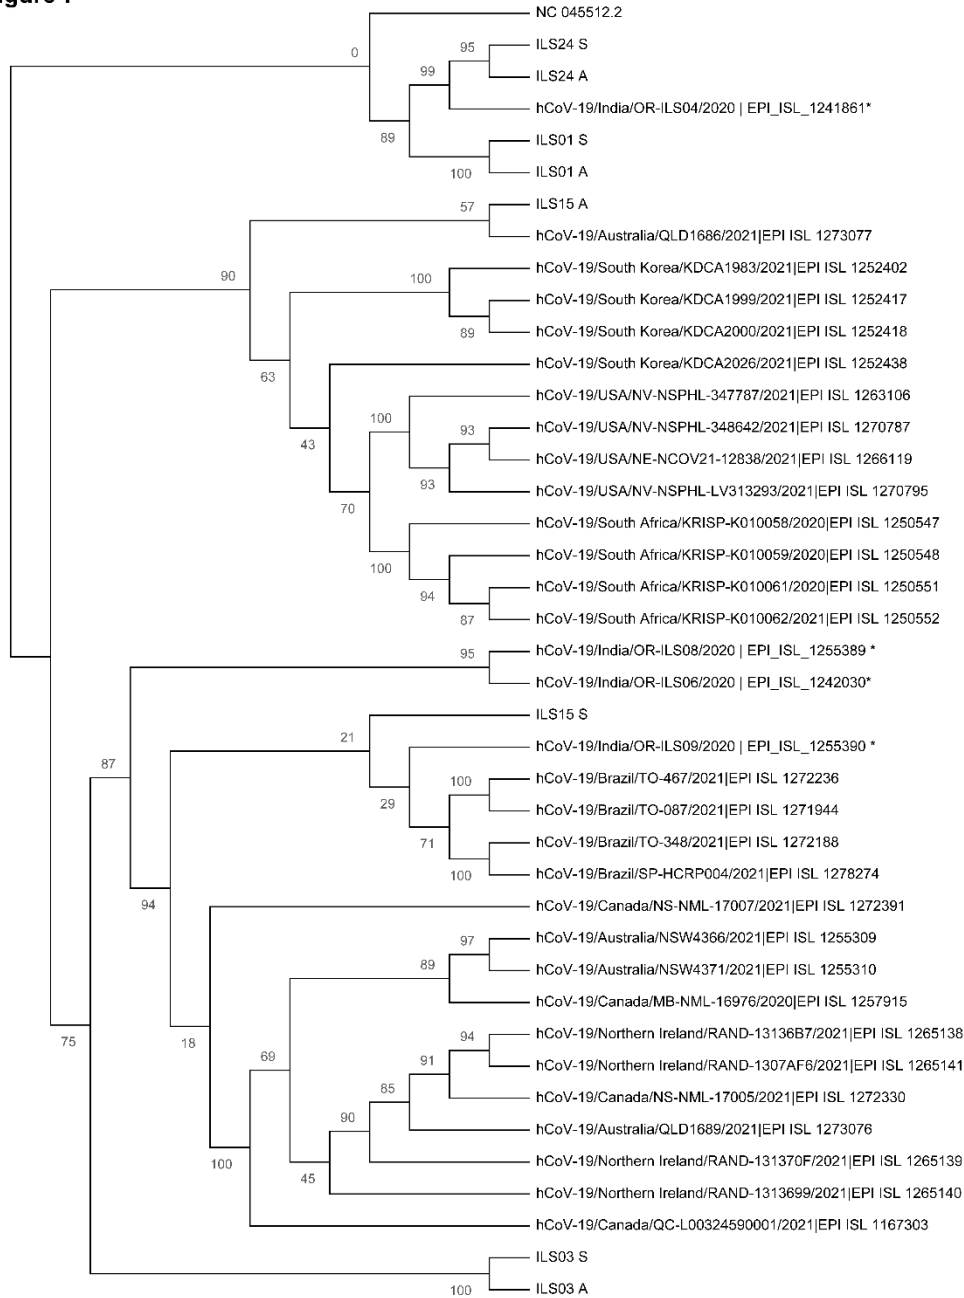 NC 045512.2
0
ILS24 S
95
ILS24 A
99
hCoV-19/India/OR-ILS04/2020 | EPI_ISL_1241861*
89
ILS01 S
ILS01 A
100
ILS15 A
57
hCoV-19/Australia/QLD1686/2021|EPI ISL 1273077
90
hCoV-19/South Korea/KDCA1983/2021|EPI ISL 1252402
100
hCoV-19/South Korea/KDCA1999/2021|EPI ISL 1252417
89
hCoV-19/South Korea/KDCA2000/2021|EPI ISL 1252418
hCoV-19/South Korea/KDCA2026/2021|EPI ISL 1252438
63
hCoV-19/USA/NV-NSPHL-347787/2021|EPI ISL 1263106
100
hCoV-19/USA/NV-NSPHL-348642/2021|EPI ISL 1270787
93
43
hCoV-19/USA/NE-NCOV21-12838/2021|EPI ISL 1266119
93
hCoV-19/USA/NV-NSPHL-LV313293/2021|EPI ISL 1270795
70
hCoV-19/South Africa/KRISP-K010058/2020|EPI ISL 1250547
hCoV-19/South Africa/KRISP-K010059/2020|EPI ISL 1250548
100
hCoV-19/South Africa/KRISP-K010061/2020|EPI ISL 1250551
94
hCoV-19/South Africa/KRISP-K010062/2021|EPI ISL 1250552
87
hCoV-19/India/OR-ILS08/2020 | EPI_ISL_1255389 *
95
hCoV-19/India/OR-ILS06/2020 | EPI_ISL_1242030*
ILS15 S
21
hCoV-19/India/OR-ILS09/2020 | EPI_ISL_1255390 *
87
hCoV-19/Brazil/TO-467/2021|EPI ISL 1272236
100
29
hCoV-19/Brazil/TO-087/2021|EPI ISL 1271944
hCoV-19/Brazil/TO-348/2021|EPI ISL 1272188
71
hCoV-19/Brazil/SP-HCRP004/2021|EPI ISL 1278274
100
94
hCoV-19/Canada/NS-NML-17007/2021|EPI ISL 1272391
hCoV-19/Australia/NSW4366/2021|EPI ISL 1255309
97
89
hCoV-19/Australia/NSW4371/2021|EPI ISL 1255310
hCoV-19/Canada/MB-NML-16976/2020|EPI ISL 1257915
hCoV-19/Northern Ireland/RAND-13136B7/2021|EPI ISL 1265138
94
75
18
69
91
hCoV-19/Northern Ireland/RAND-1307AF6/2021|EPI ISL 1265141
85
hCoV-19/Canada/NS-NML-17005/2021|EPI ISL 1272330
90
hCoV-19/Australia/QLD1689/2021|EPI ISL 1273076
100
hCoV-19/Northern Ireland/RAND-131370F/2021|EPI ISL 1265139
45
hCoV-19/Northern Ireland/RAND-1313699/2021|EPI ISL 1265140
hCoV-19/Canada/QC-L00324590001/2021|EPI ISL 1167303
ILS03 S
ILS03 A
100